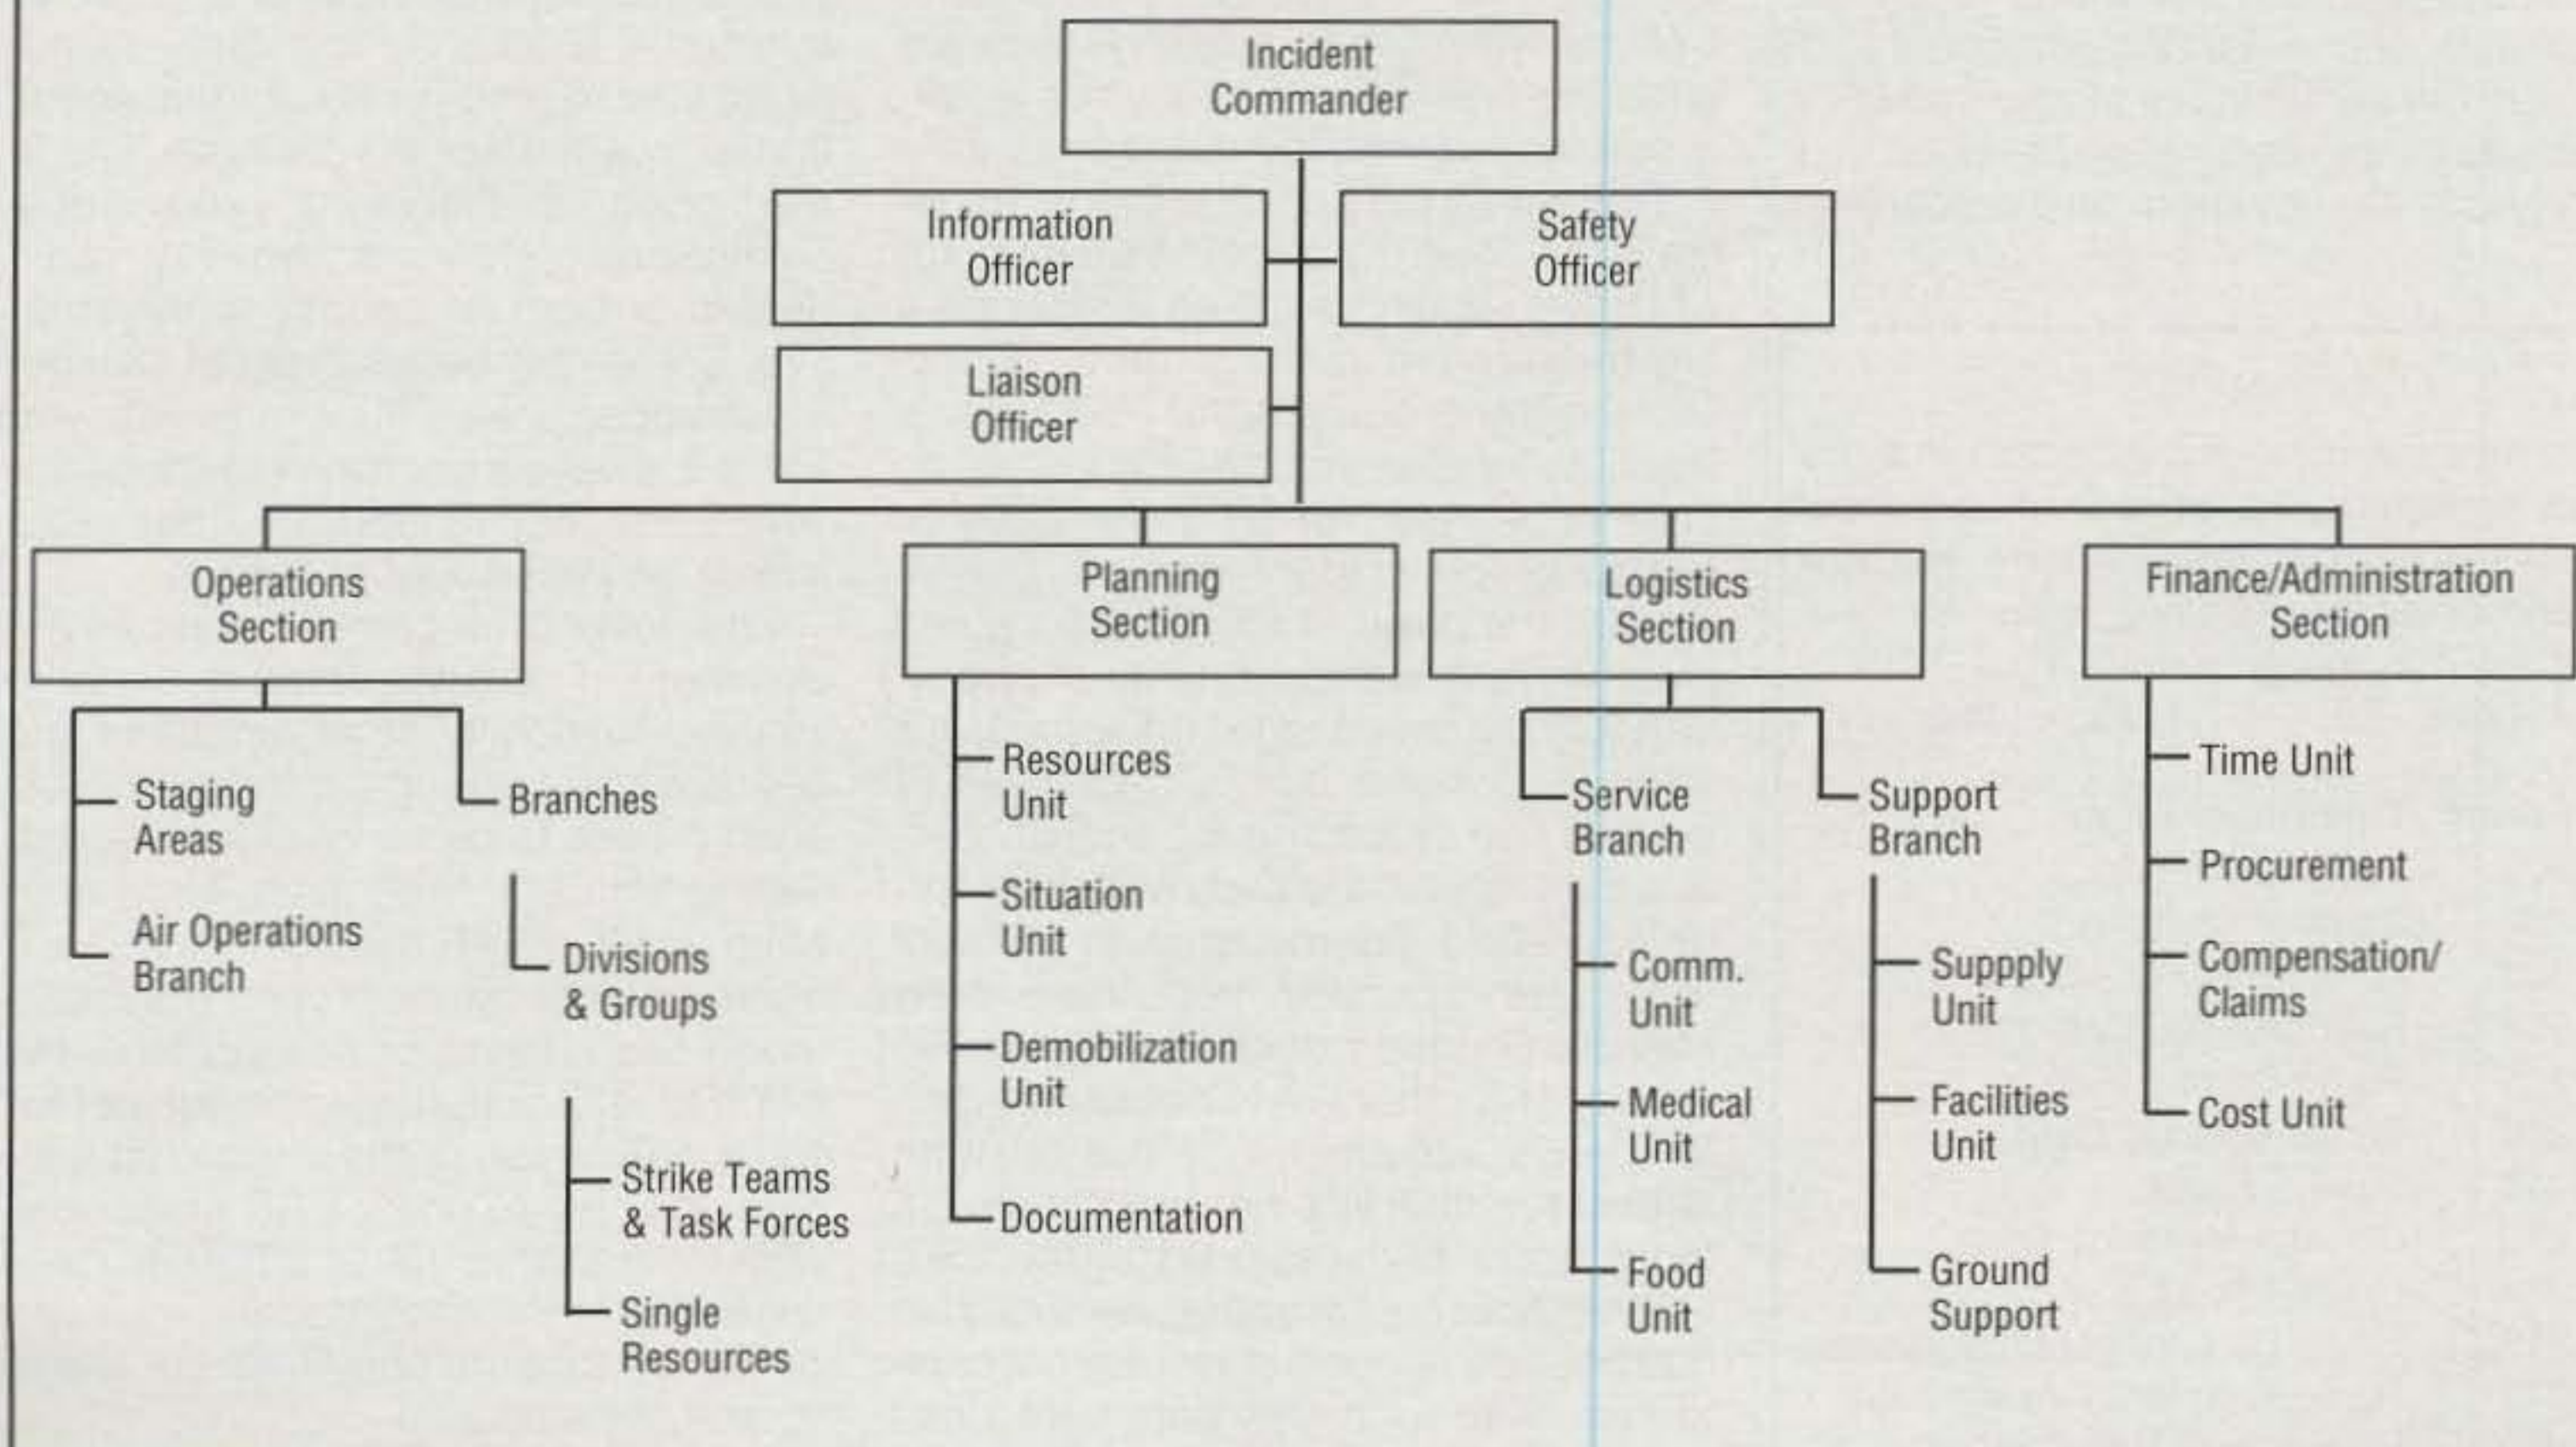 Incident
Commander
Information
Officer
Safety
Officer
Liaison
Officer
Operations
Section
Planning
Section
Logistics
Section
Finance/Administration
Section
Staging
Areas
Air Operations
Branch
Branches
Divisions
& Groups
Strike Teams
& Task Forces
Single
Resources
Resources
Unit
Situation
Unit
Demobilization
Unit
Documentation
Service
Branch
Comm.
Unit
Medical
Unit
Food
Unit
Support
Branch
Suppply
Unit
Facilities
Unit
Ground
Support
Time Unit
Procurement
Compensation/
Claims
Cost Unit